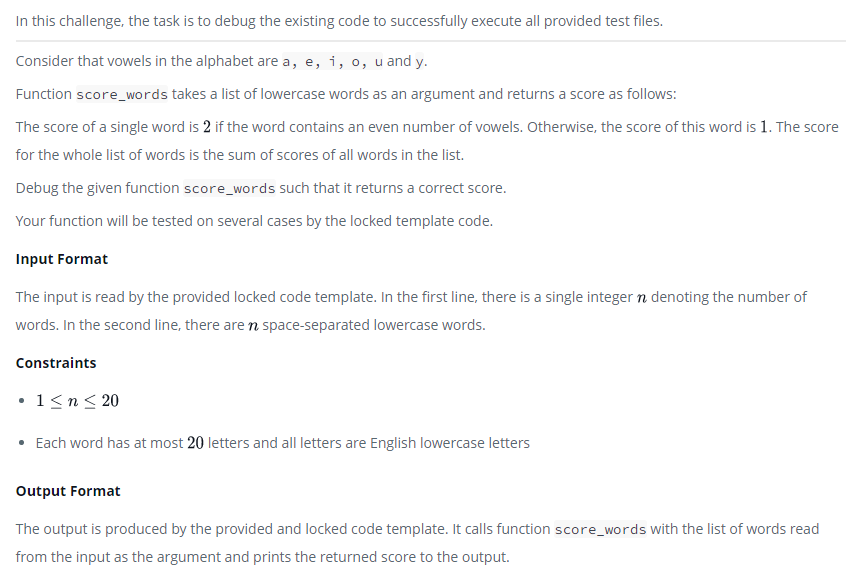 In this challenge, the task is to debug the existing code to successfully execute all provided test files.
Consider that vowels in the alphabet are a, e, i, o, u and y.
Function score_words takes a list of lowercase words as an argument and returns a score as follows:
The score of a single word is 2 if the word contains an even number of vowels. Otherwise, the score of this word is 1. The score
for the whole list of words is the sum of scores of all words in the list.
Debug the given function score_words such that it returns a correct score.
Your function will be tested on several cases by the locked template code.
Input Format
The input is read by the provided locked code template. In the first line, there is a single integer n denoting the number of
words. In the second line, there are n space-separated lowercase words.
Constraints
• 1 ≤ n ≤ 20
• Each word has at most 20 letters and all letters are English lowercase letters
Output Format
The output is produced by the provided and locked code template. It calls function score_words with the list of words read
from the input as the argument and prints the returned score to the output.